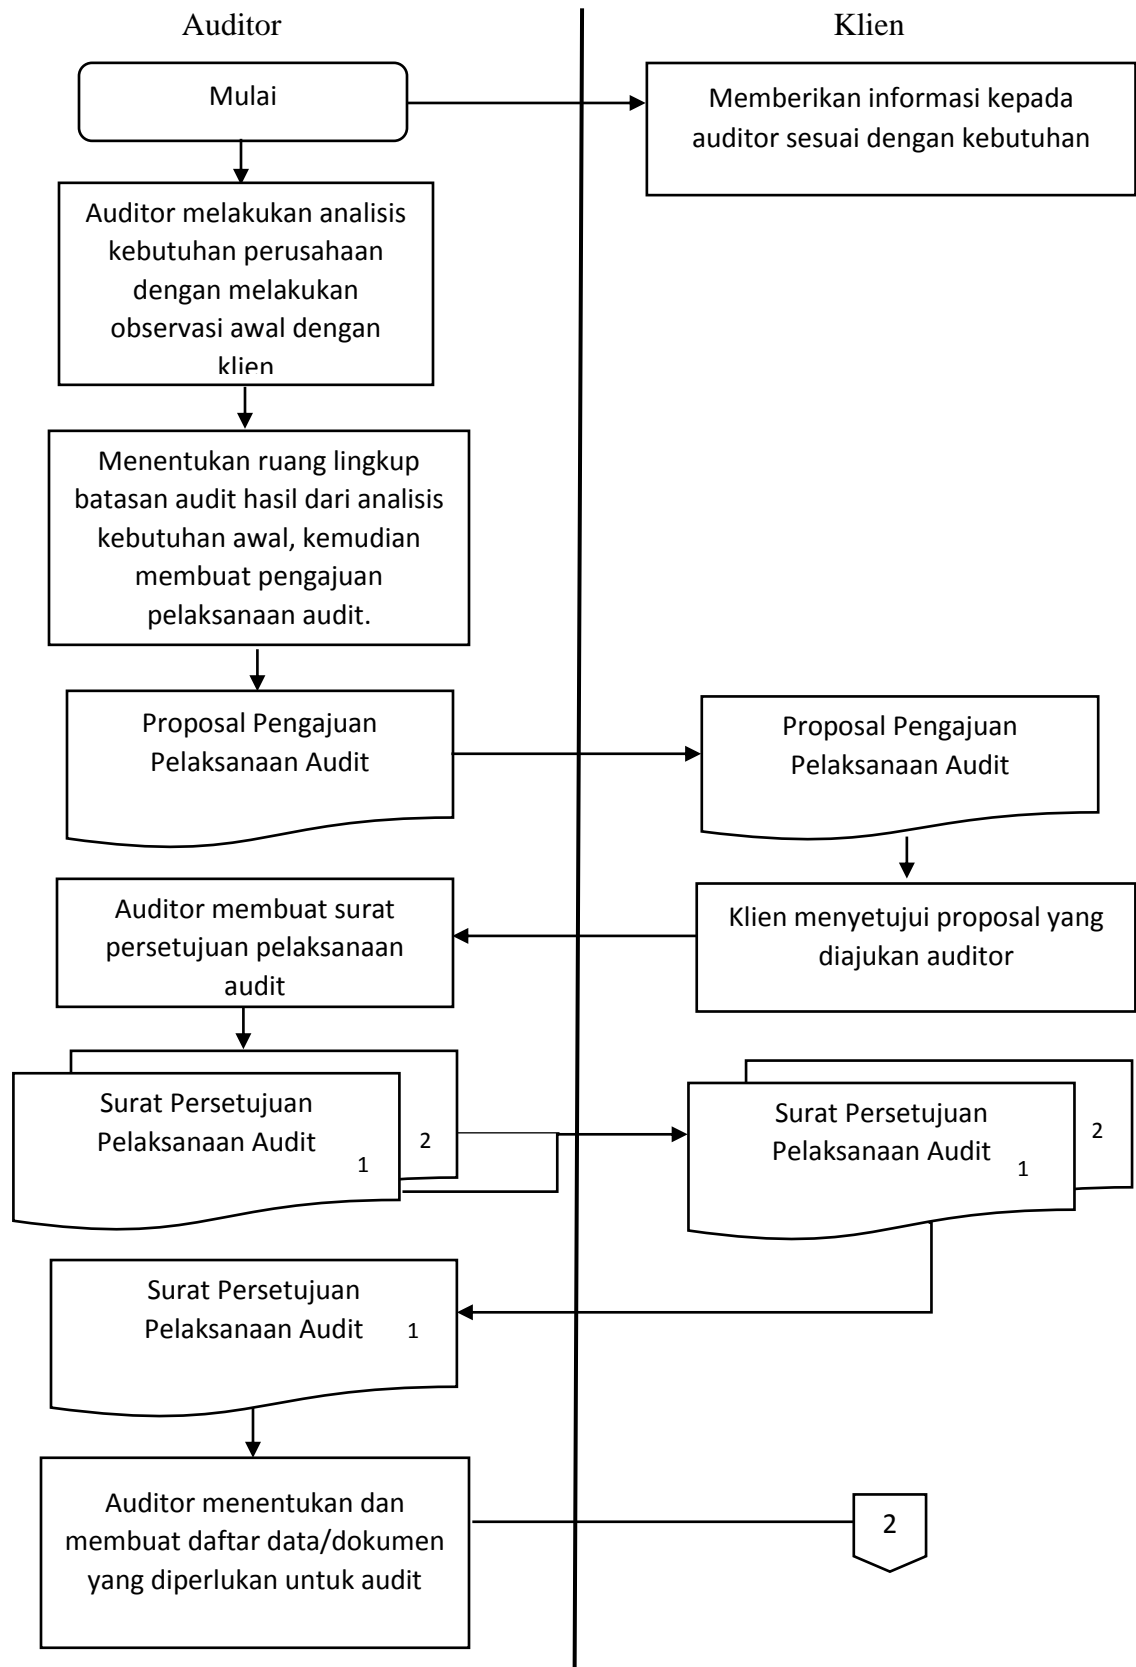 Auditor
Klien
Mulai
Memberikan informasi kepada
auditor sesuai dengan kebutuhan
Auditor melakukan analisis
kebutuhan perusahaan
dengan melakukan
observasi awal dengan
klien
Menentukan ruang lingkup
batasan audit hasil dari analisis
kebutuhan awal, kemudian
membuat pengajuan
pelaksanaan audit.
Proposal Pengajuan
Pelaksanaan Audit
Proposal Pengajuan
Pelaksanaan Audit
Auditor membuat surat
persetujuan pelaksanaan
audit
Klien menyetujui proposal yang
diajukan auditor
Surat Persetujuan
Pelaksanaan Audit
1
2
Surat Persetujuan
Pelaksanaan Audit
1
2
Surat Persetujuan
Pelaksanaan Audit 1
Auditor menentukan dan
membuat daftar data/dokumen
yang diperlukan untuk audit
2